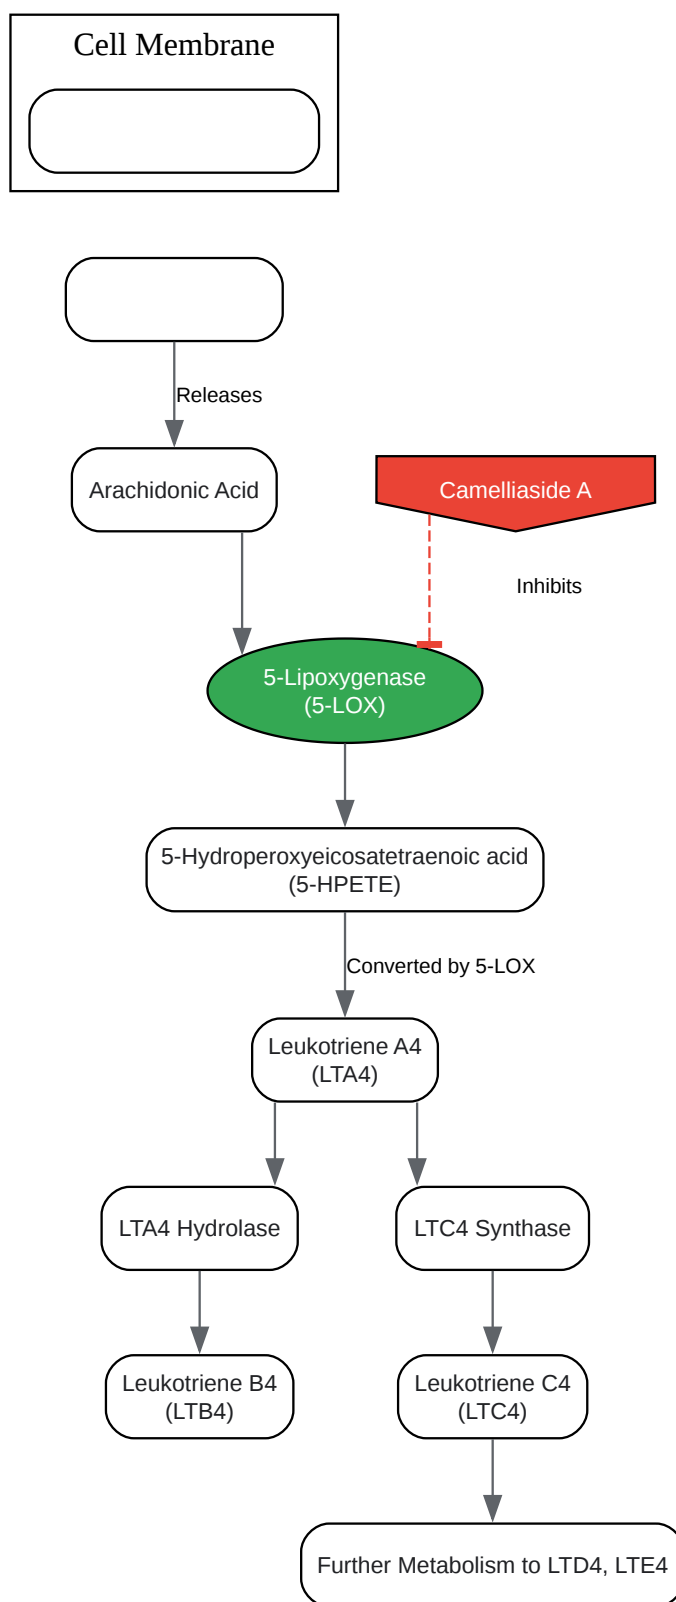 Cell Membrane
Releases
Arachidonic Acid
Camelliaside A
Inhibits
5-Lipoxygenase
(5-LOX)
5-Hydroperoxyeicosatetraenoic acid
(5-HPETE)
Converted by 5-LOX
Leukotriene A4
(LTA4)
LTA4 Hydrolase
LTC4 Synthase
Leukotriene B4
(LTB4)
Leukotriene C4
(LTC4)
Further Metabolism to LTD4, LTE4